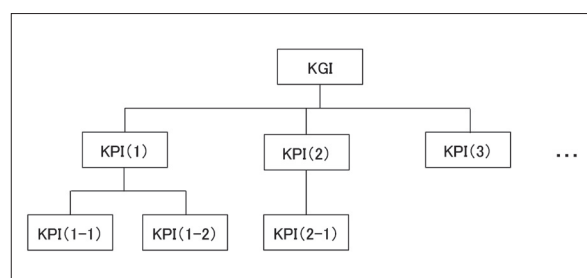 KGI
KPI(1)
KPI(2)
KPI(3)
...
KPI(1-1)
KPI(1-2)
KPI(2-1)